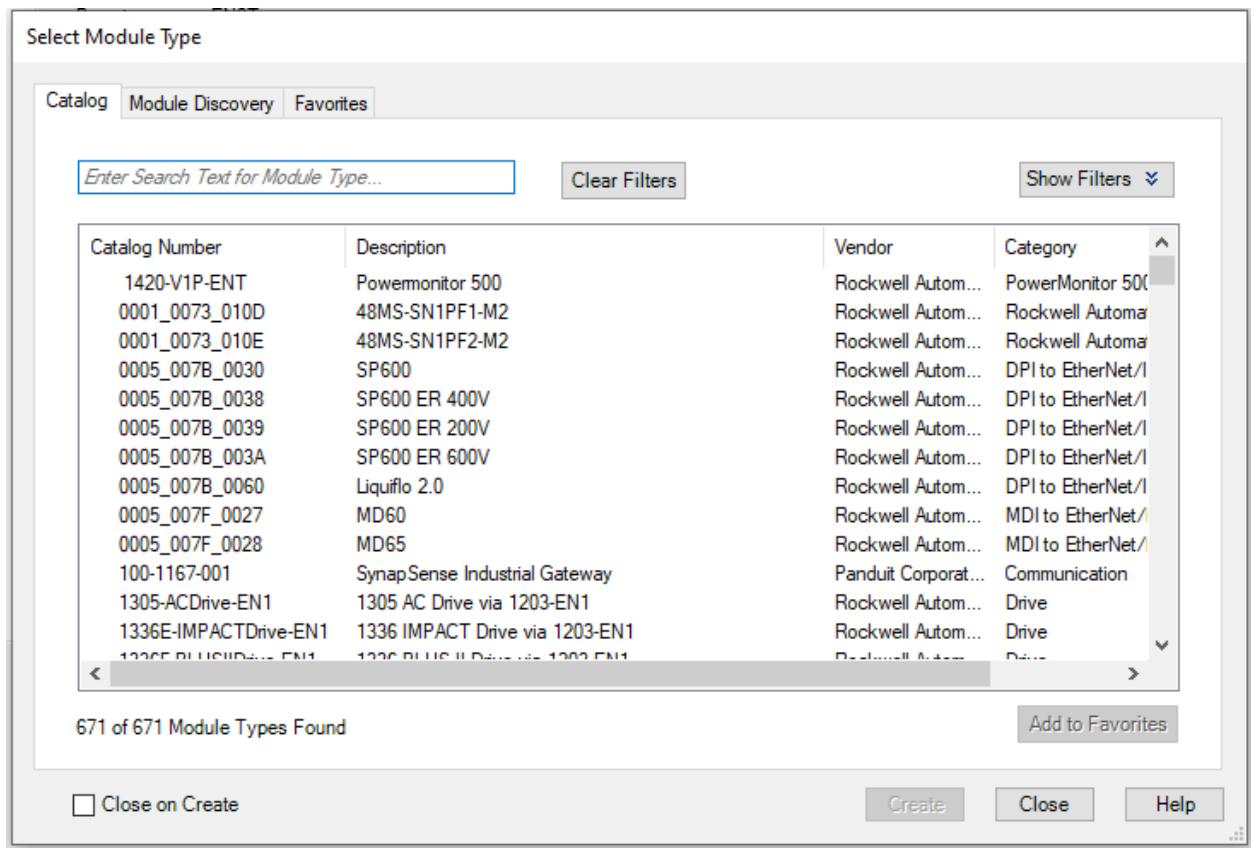 Select Module Type
Catalog Module Discovery Favorites
Enter Search Text for Module Type... Clear Filters Show Filters
Catalog Number Description Vendor Category
1420-V1P-ENT Powermonitor 500 Rockwell Autom... PowerMonitor 500
0001_0073_010D 48MS-SN1PF1-M2 Rockwell Autom... Rockwell Automat
0001_0073_010E 48MS-SN1PF2-M2 Rockwell Autom... Rockwell Automat
0005_007B_0030 SP600 Rockwell Autom... DPI to EtherNet/I
0005_007B_0038 SP600 ER 400V Rockwell Autom... DPI to EtherNet/I
0005_007B_0039 SP600 ER 200V Rockwell Autom... DPI to EtherNet/I
0005_007B_003A SP600 ER 600V Rockwell Autom... DPI to EtherNet/I
0005_007B_0060 Liquiflo 2.0 Rockwell Autom... DPI to EtherNet/I
0005_007F_0027 MD60 Rockwell Autom... MDI to EtherNet/
0005_007F_0028 MD65 Rockwell Autom... MDI to EtherNet/
100-1167-001 SynapSense Industrial Gateway Panduit Corporat... Communication
1305-ACDrive-EN1 1305 AC Drive via 1203-EN1 Rockwell Autom... Drive
1336E-IMPACTDrive-EN1 1336 IMPACT Drive via 1203-EN1 Rockwell Autom... Drive
671 of 671 Module Types Found Add to Favorites
Close on Create Create Close Help